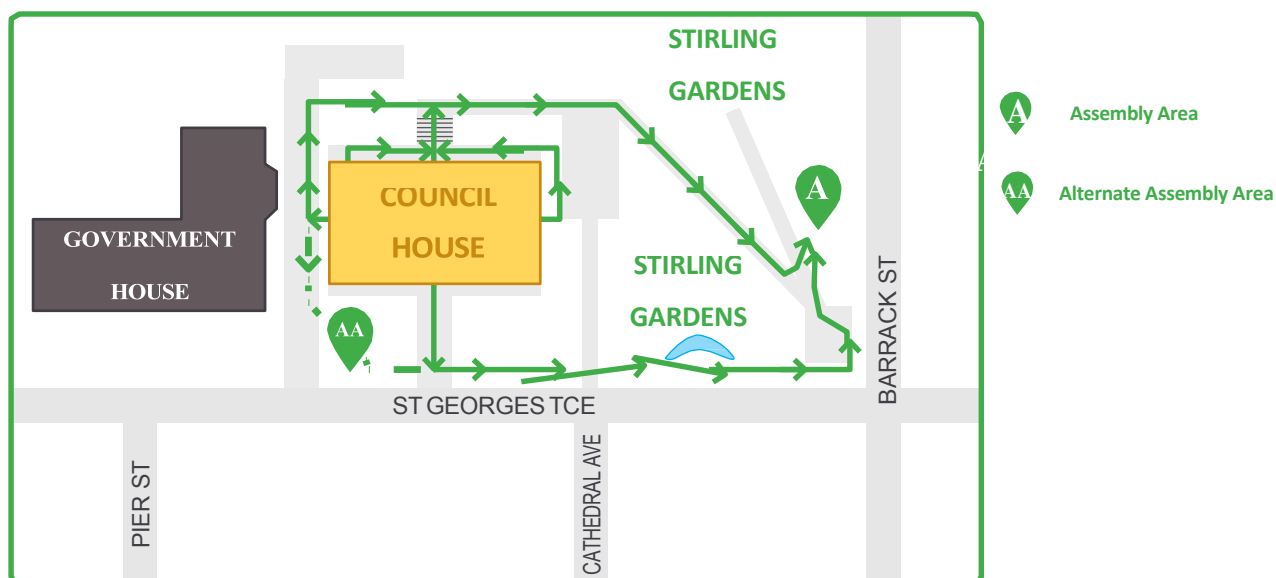 STIRLING
GARDENS
A
Assembly Area
A
AA
Alternate Assembly Area
A
COUNCIL
HOUSE
GOVERNMENT
HOUSE
STIRLING
GARDENS
AA
BARRACK ST
ST GEORGES TCE
PIER ST
CATHEDRAL AVE